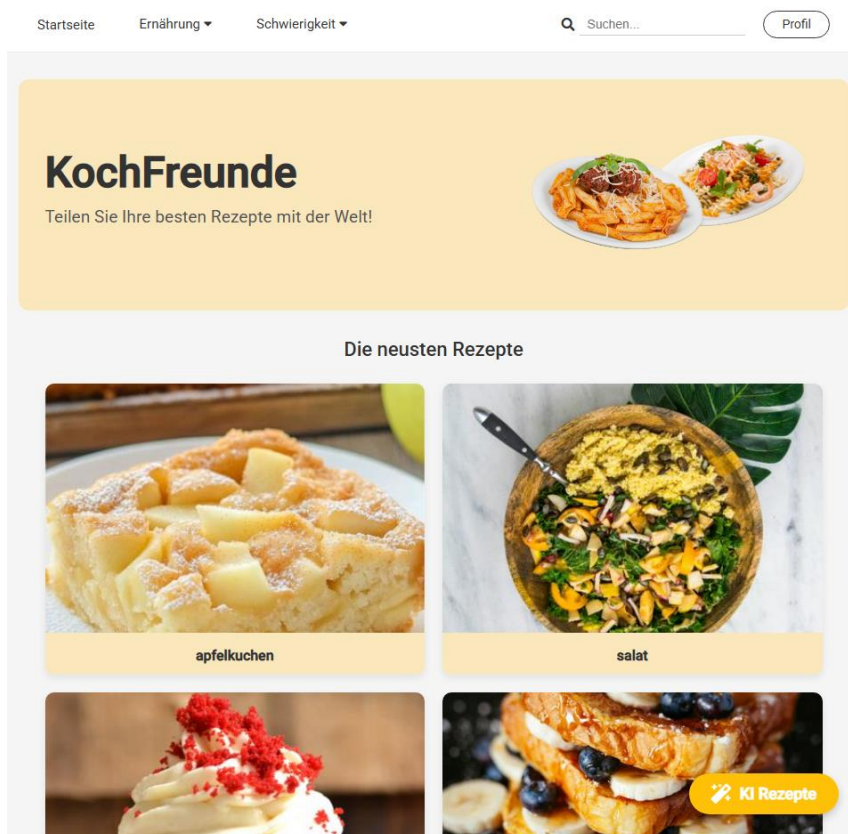 Startseite
Ernährung
Schwierigkeit
Suchen...
Profil
KochFreunde
Teilen Sie Ihre besten Rezepte mit der Welt!
Die neusten Rezepte
apfelkuchen
salat
KI Rezepte